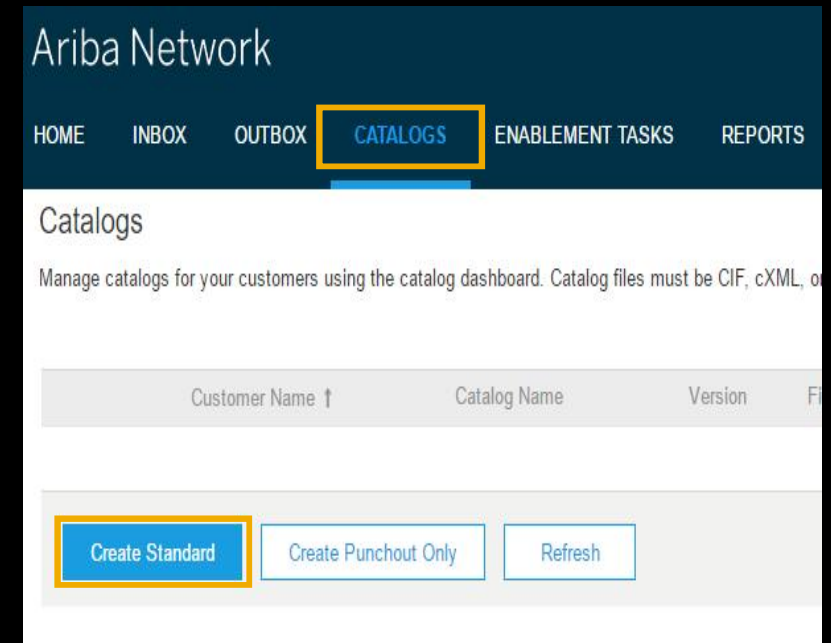 Ariba Network
HOME INBOX OUTBOX CATALOGS ENABLEMENT TASKS REPORTS
Catalogs
Manage catalogs for your customers using the catalog dashboard. Catalog files must be CIF, cXML, or
Customer Name ↑ Catalog Name Version
Create Standard Create Punchout Only Refresh